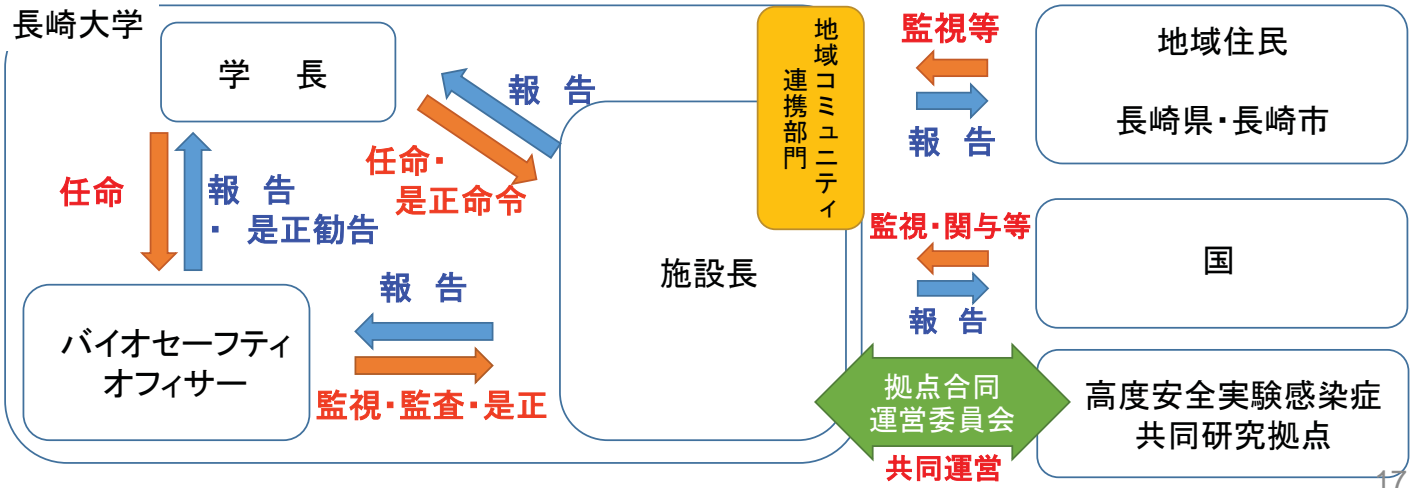 長崎大学
学　長
任命
報 告
・ 是正勧告
バイオセーフティ
オフィサー
報 告
任命・
是正命令
報 告
監視・監査・是正
施設長
地域コミュニティ
連携部門
監視等
報 告
地域住民
長崎県・長崎市
監視・関与等
報 告
国
拠点合同
運営委員会
共同運営
高度安全実験感染症
共同研究拠点
17